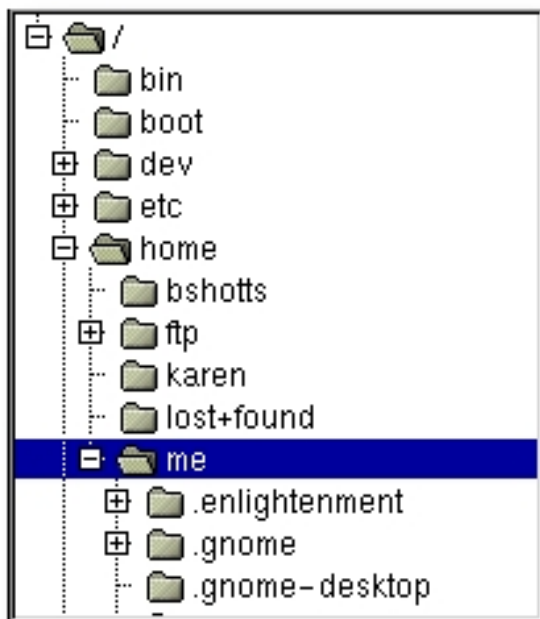 /
bin
boot
dev
etc
home
bshotts
ftp
karen
lost+found
me
.enlightenment
.gnome
.gnome-desktop